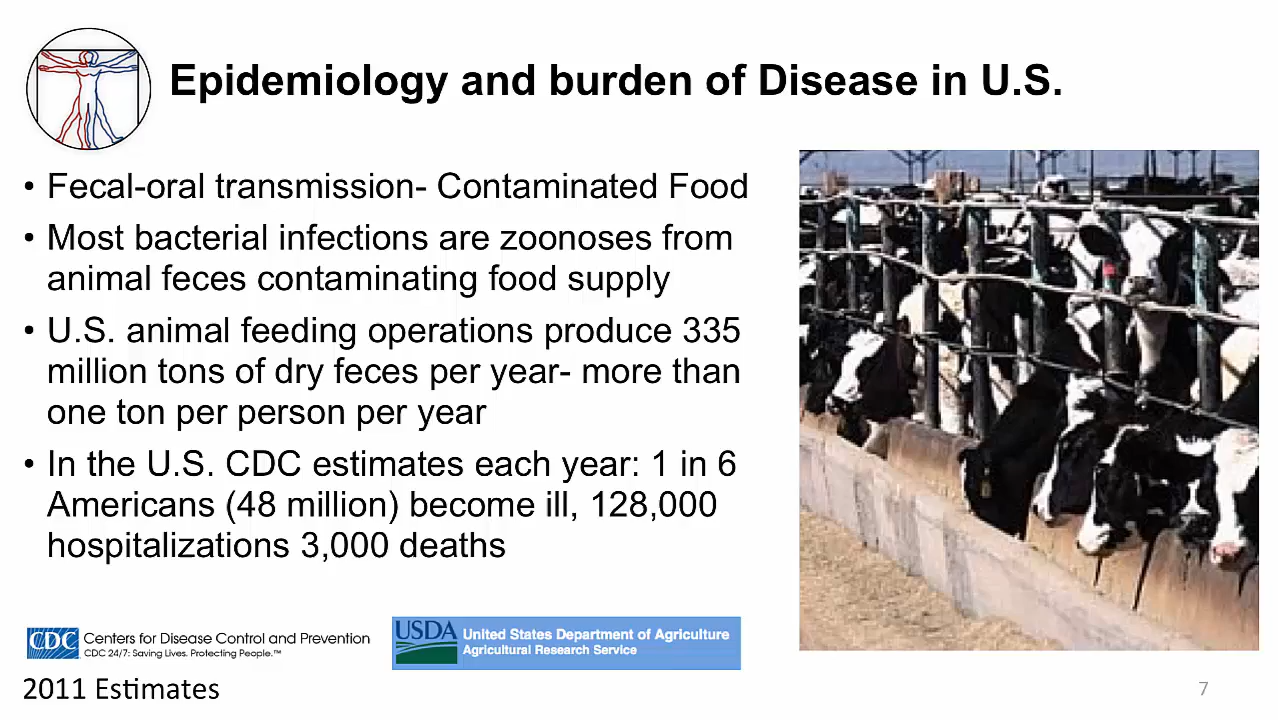 Epidemiology and burden of Disease in U.S.
• Fecal-oral transmission- Contaminated Food
• Most bacterial infections are zoonoses from
animal feces contaminating food supply
• U.S. animal feeding operations produce 335
million tons of dry feces per year- more than
one ton per person per year
• In the U.S. CDC estimates each year: 1 in 6
Americans (48 million) become ill, 128,000
hospitalizations 3,000 deaths
CDC Centers for Disease Control and Prevention
CDC 24/7: Saving Lives. Protecting People.™
USDA United States Department of Agriculture
Agricultural Research Service
2011 Estimates
7